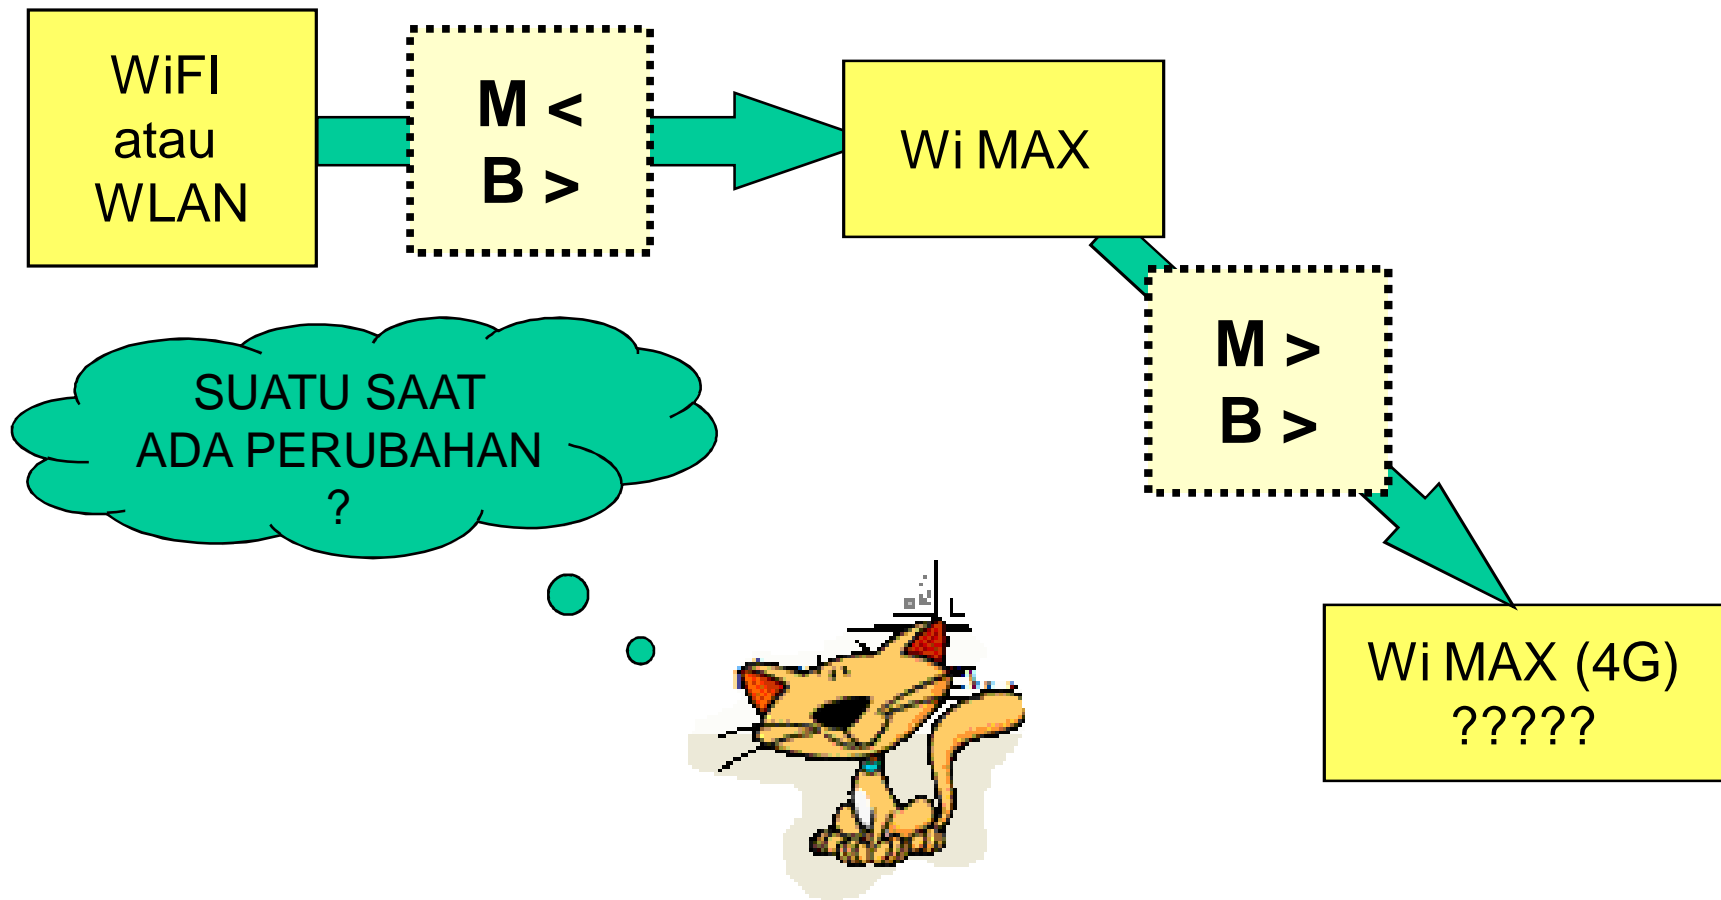 WiFI
atau
WLAN
M <
B >
Wi MAX
M >
B >
SUATU SAAT
ADA PERUBAHAN
?
Wi MAX (4G)
?????